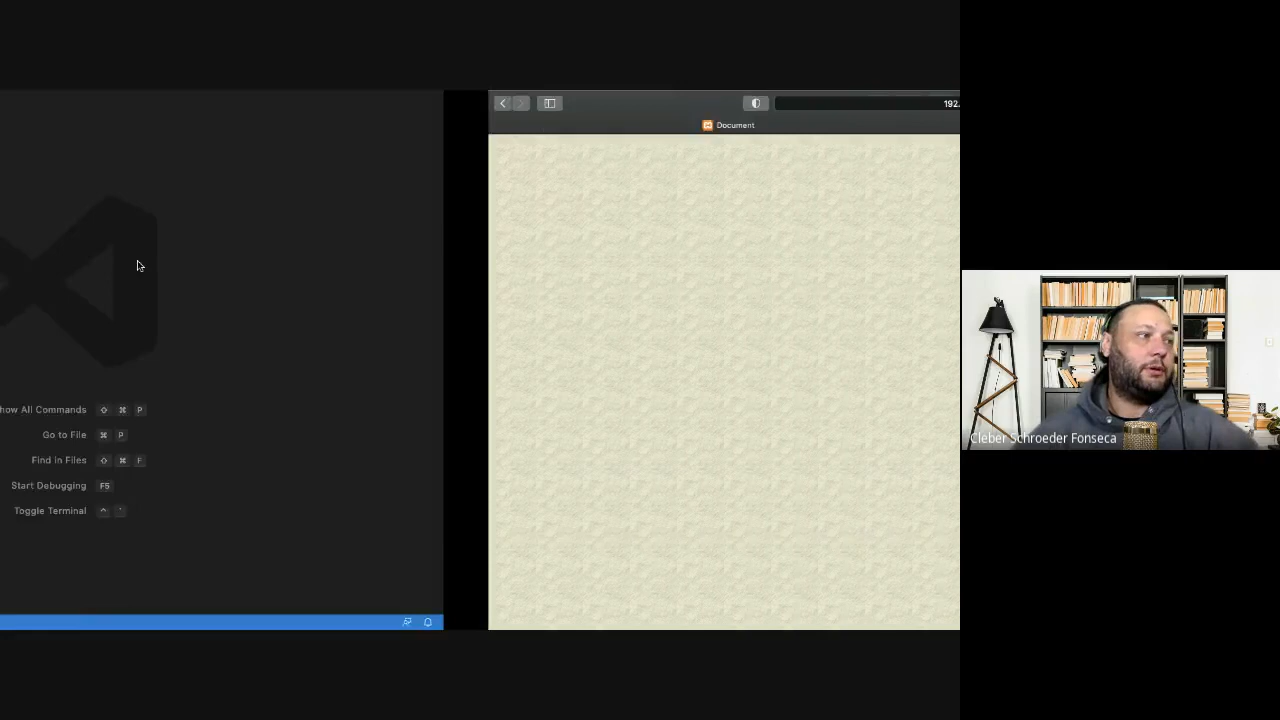 192.
Document
how All Commands ⇧ ⌘ P
Go to File ⌘ P
Find in Files ⇧ ⌘ F
Start Debugging F5
Toggle Terminal ^ `
Cleber Schroeder Fonseca